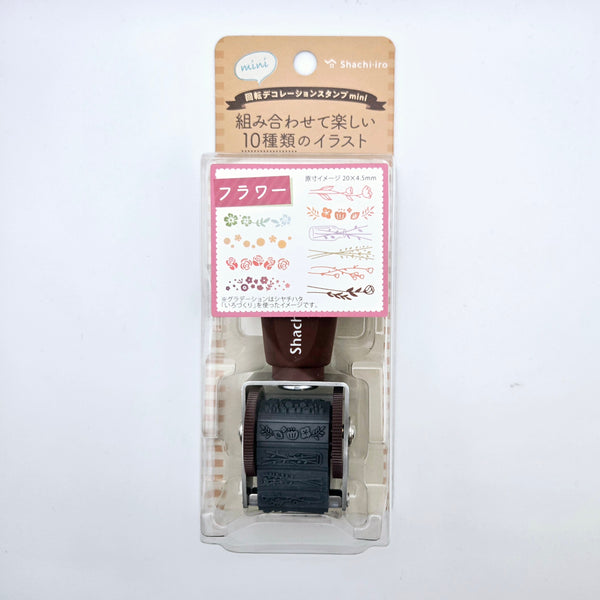 mini
Shachi-iro
回転デコレーションスタンプmini
組み合わせて楽しい
10種類のイラスト
フラワー
原寸イメージ 20×4.5mm
※グラデーションはシヤチハタ
「いろづくり」を使ったイメージです。
Shachi